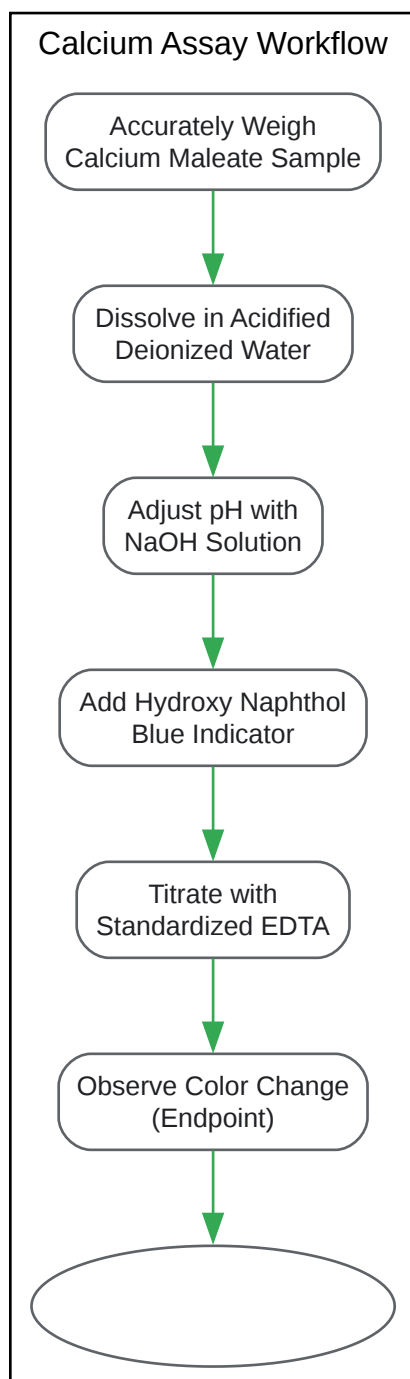 Calcium Assay Workflow
Accurately Weigh
Calcium Maleate Sample
Dissolve in Acidified
Deionized Water
Adjust pH with
NaOH Solution
Add Hydroxy Naphthol
Blue Indicator
Titrate with
Standardized EDTA
Observe Color Change
(Endpoint)